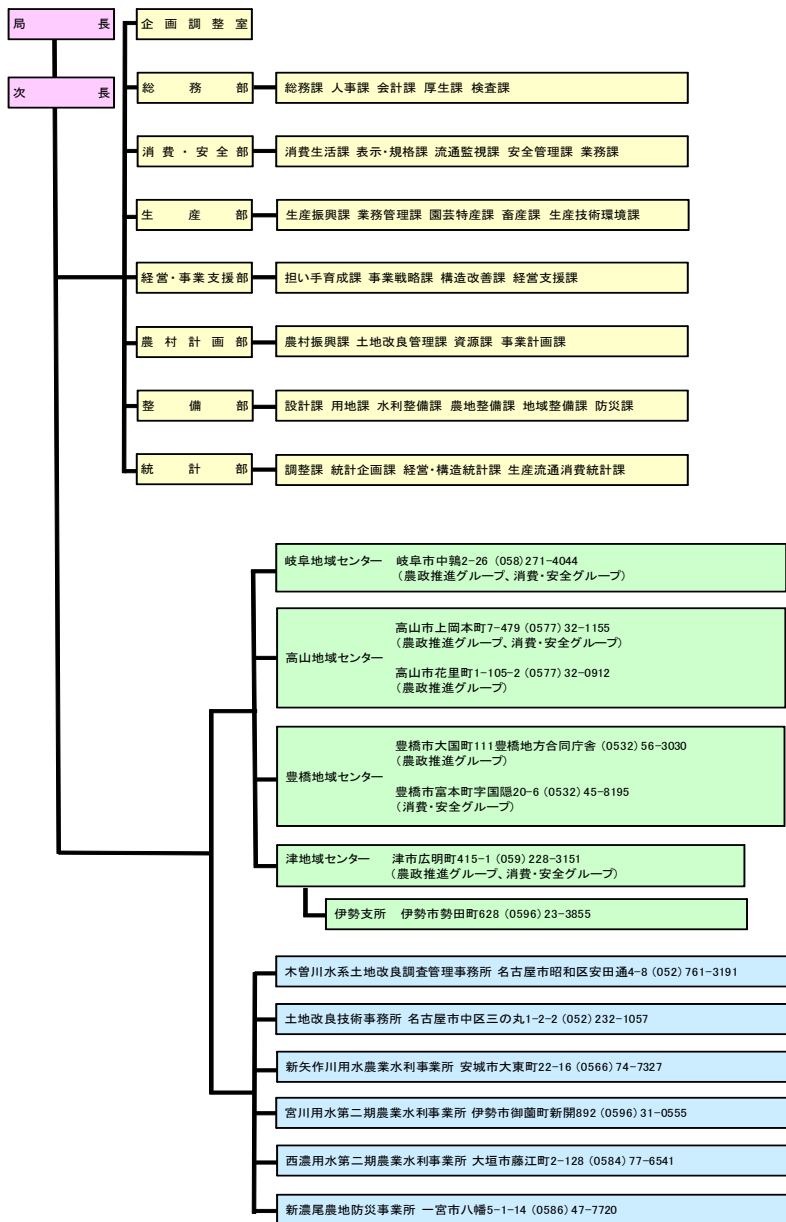 局長
企画調整室
次長
総務部
総務課 人事課 会計課 厚生課 検査課
消費・安全部
消費生活課 表示・規格課 流通監視課 安全管理課 業務課
生産部
生産振興課 業務管理課 園芸特産課 畜産課 生産技術環境課
経営・事業支援部
担い手育成課 事業戦略課 構造改善課 経営支援課
農村計画部
農村振興課 土地改良管理課 資源課 事業計画課
整備部
設計課 用地課 水利整備課 農地整備課 地域整備課 防災課
統計部
調整課 統計企画課 経営・構造統計課 生産流通消費統計課
岐阜地域センター 岐阜市中鶉2-26 (058)271-4044
(農政推進グループ、消費・安全グループ)
高山地域センター
高山市上岡本町7-479 (0577)32-1155
(農政推進グループ、消費・安全グループ)
高山市花里町1-105-2 (0577)32-0912
(農政推進グループ)
豊橋地域センター
豊橋市大国町111豊橋地方合同庁舎 (0532)56-3030
(農政推進グループ)
豊橋市富本町字国隠20-6 (0532)45-8195
(消費・安全グループ)
津地域センター 津市広明町415-1 (059)228-3151
(農政推進グループ、消費・安全グループ)
伊勢支所 伊勢市勢田町628 (0596)23-3855
木曽川水系土地改良調査管理事務所 名古屋市昭和区安田通4-8 (052)761-3191
土地改良技術事務所 名古屋市中区三の丸1-2-2 (052)232-1057
新矢作川用水農業水利事業所 安城市大東町22-16 (0566)74-7327
宮川用水第二期農業水利事業所 伊勢市御薗町新開892 (0596)31-0555
西濃用水第二期農業水利事業所 大垣市藤江町2-128 (0584)77-6541
新濃尾農地防災事業所 一宮市八幡5-1-14 (0586)47-7720